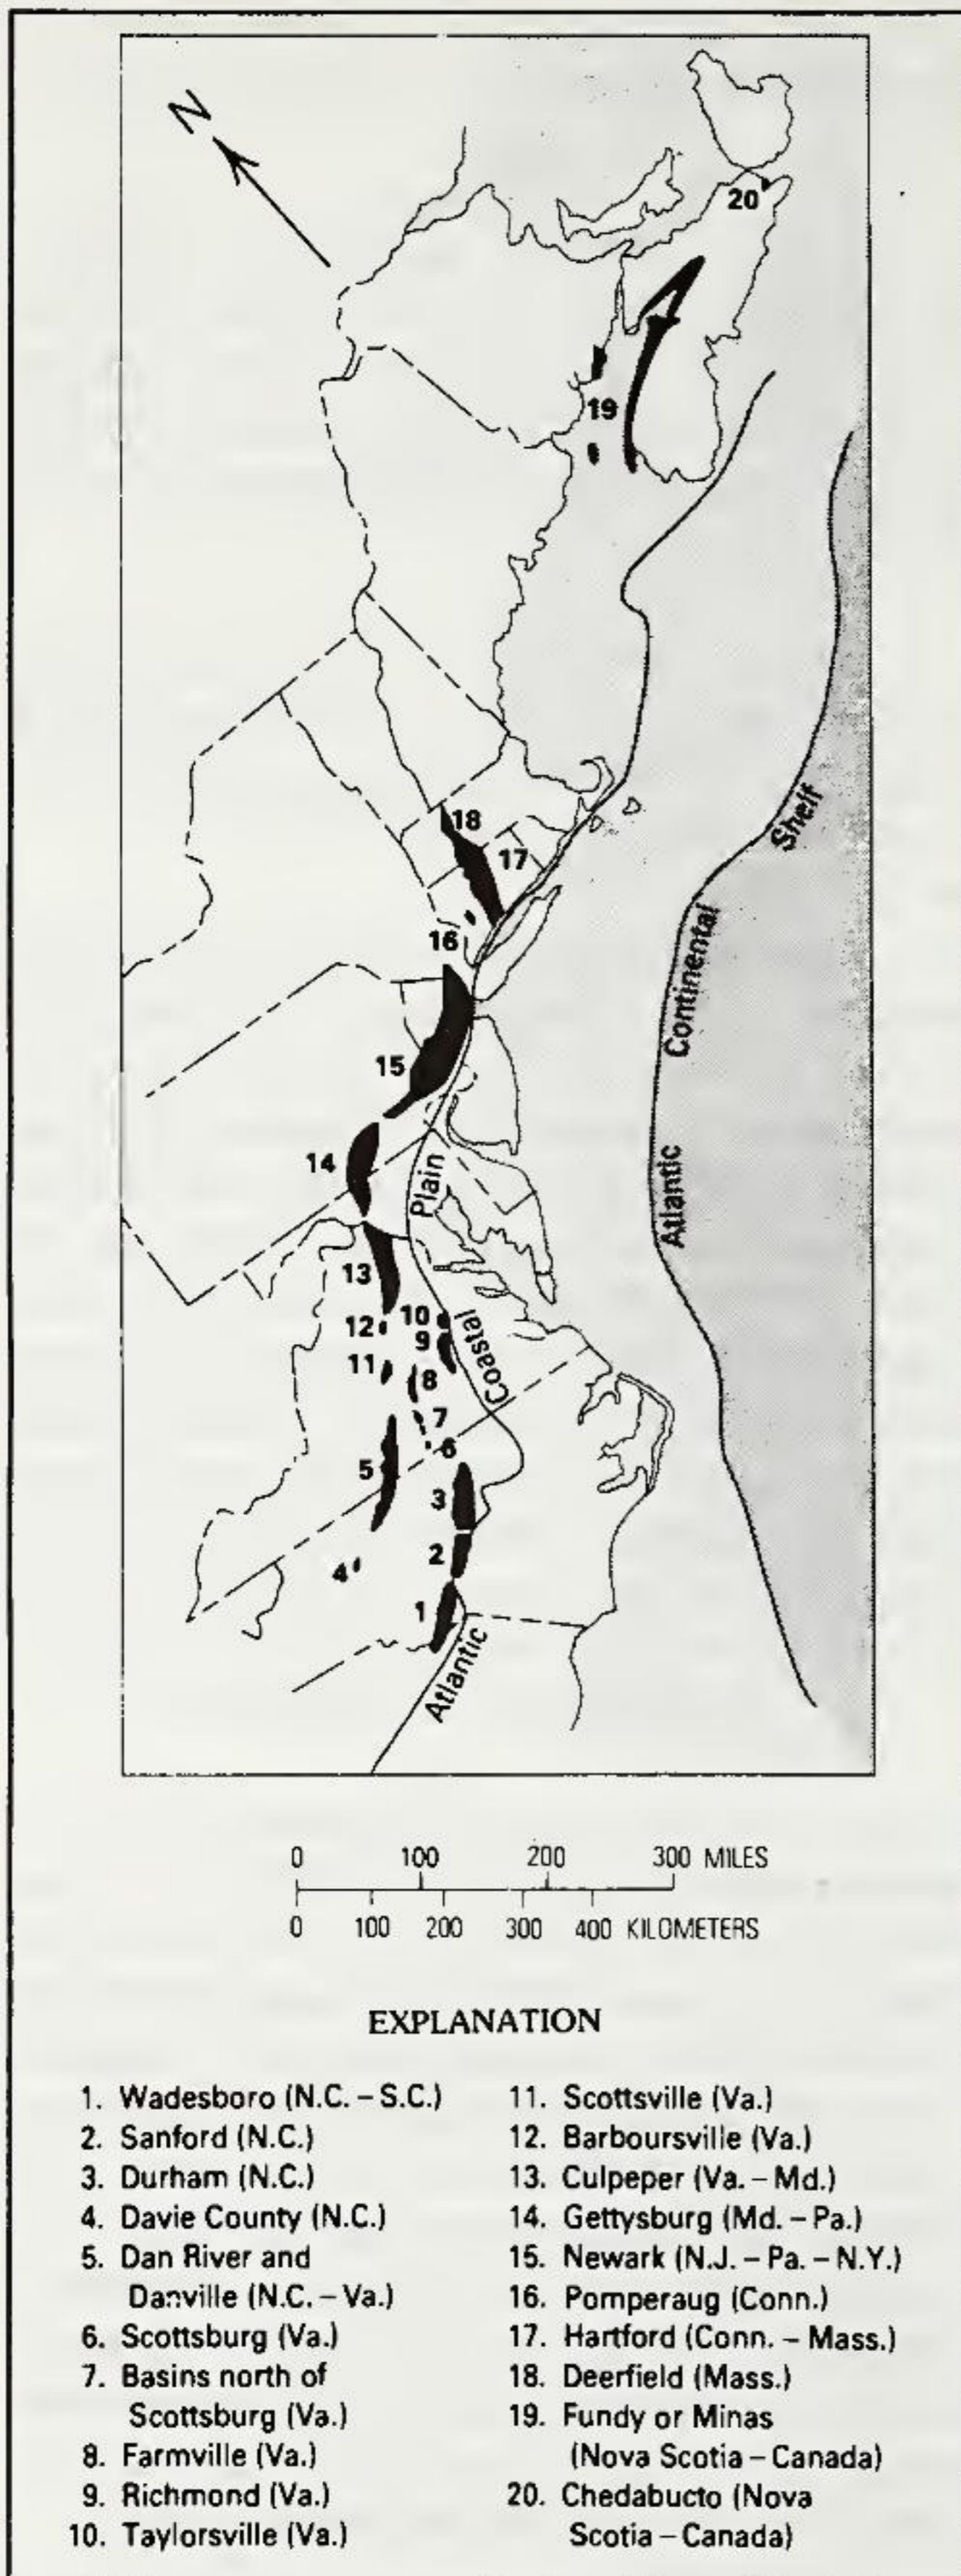 N
20
19
18
17
16
15
14
13
12
11
10
9
8
7
6
5
4
3
2
1
Atlantic Coastal Plain
Atlantic Continental Shelf
0 100 200 300 MILES
0 100 200 300 400 KILOMETERS
EXPLANATION
1. Wadesboro (N.C. – S.C.)
2. Sanford (N.C.)
3. Durham (N.C.)
4. Davie County (N.C.)
5. Dan River and
Danville (N.C. – Va.)
6. Scottsburg (Va.)
7. Basins north of
Scottsburg (Va.)
8. Farmville (Va.)
9. Richmond (Va.)
10. Taylorsville (Va.)
11. Scottsville (Va.)
12. Barboursville (Va.)
13. Culpeper (Va. – Md.)
14. Gettysburg (Md. – Pa.)
15. Newark (N.J. – Pa. – N.Y.)
16. Pomperaug (Conn.)
17. Hartford (Conn. – Mass.)
18. Deerfield (Mass.)
19. Fundy or Minas
(Nova Scotia – Canada)
20. Chedabucto (Nova
Scotia – Canada)